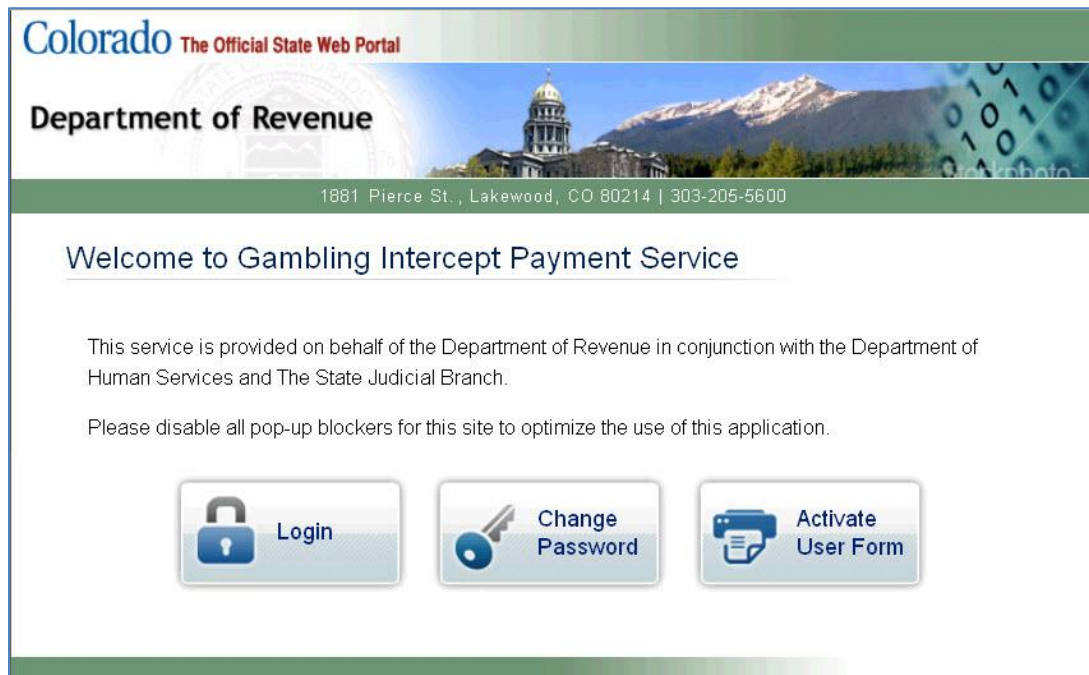 Colorado The Official State Web Portal
Department of Revenue
1881 Pierce St., Lakewood, CO 80214 | 303-205-5600
Welcome to Gambling Intercept Payment Service
This service is provided on behalf of the Department of Revenue in conjunction with the Department of
Human Services and The State Judicial Branch.
Please disable all pop-up blockers for this site to optimize the use of this application.
Login
Change
Password
Activate
User Form